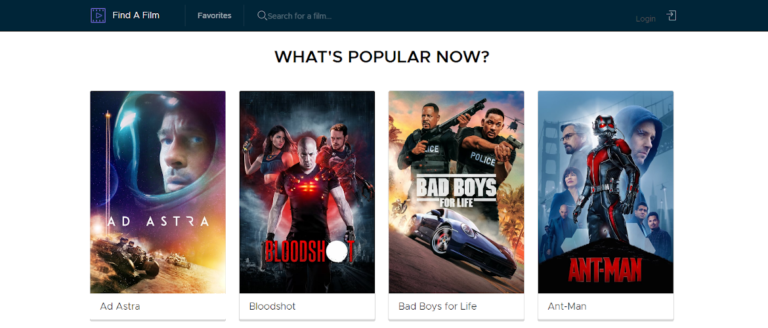 Find A Film
Favorites
Search for a film...
Login
WHAT'S POPULAR NOW?
AD ASTRA
BLOODSHOT
POLICE
POLICE
BAD BOYS
FOR LIFE
ANT-MAN
Ad Astra
Bloodshot
Bad Boys for Life
Ant-Man